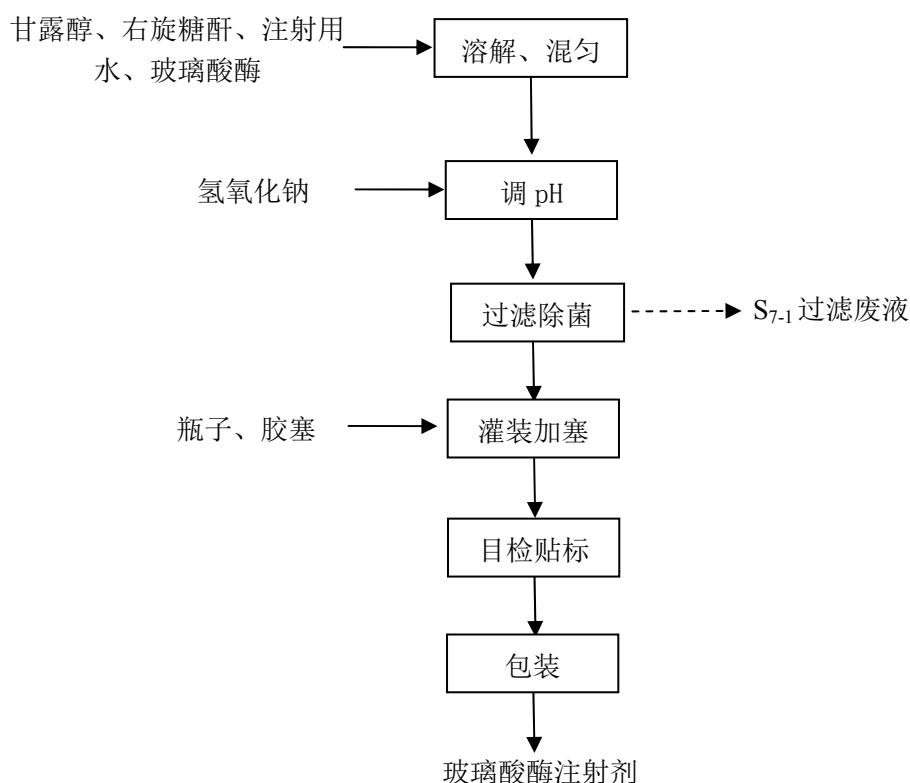 甘露醇、右旋糖酐、注射用
水、玻璃酸酶
溶解、混匀
氢氧化钠
调 pH
过滤除菌
S7-1 过滤废液
瓶子、胶塞
灌装加塞
目检贴标
包装
玻璃酸酶注射剂